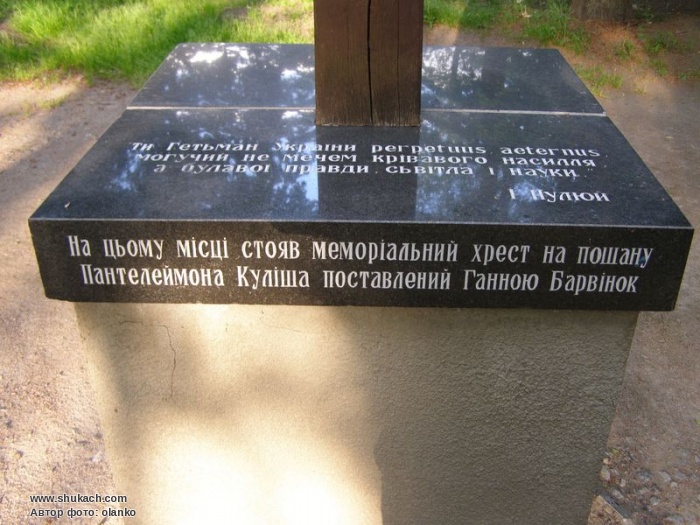 Ти Гетьман України perpetuus aeternus
могучий не мечем крівавого насилля
а булавої правди сьвітла і науки
І Пулюй
На цьому місці стояв меморіальний хрест на пошану
Пантелеймона Куліша поставлений Ганною Барвінок
www.shukach.com
Автор фото: olanko